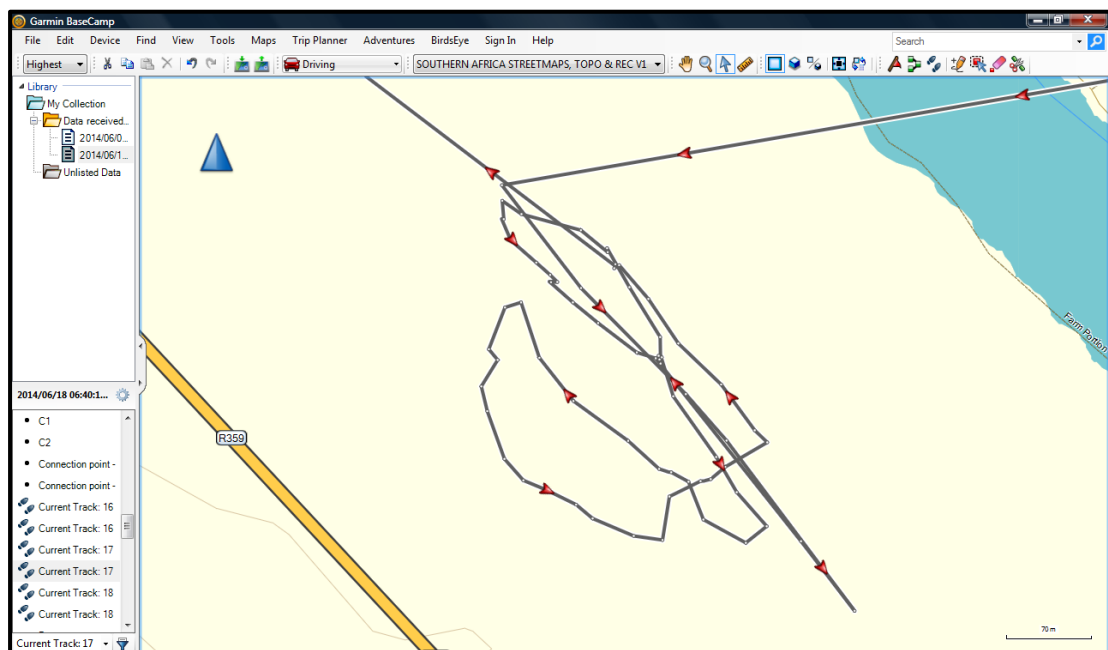 Garmin BaseCamp
File Edit Device Find View Tools Maps Trip Planner Adventures BirdsEye Sign In Help
Search
Highest
Driving
SOUTHERN AFRICA STREETMAPS, TOPO & REC V1
Library
My Collection
Data received...
2014/06/0...
2014/06/1...
Unlisted Data
R359
Farm Portion
2014/06/18 06:40:1...
C1
C2
Connection point -
Connection point -
Current Track: 16
Current Track: 16
Current Track: 17
Current Track: 17
Current Track: 18
Current Track: 18
Current Track: 17
70 m